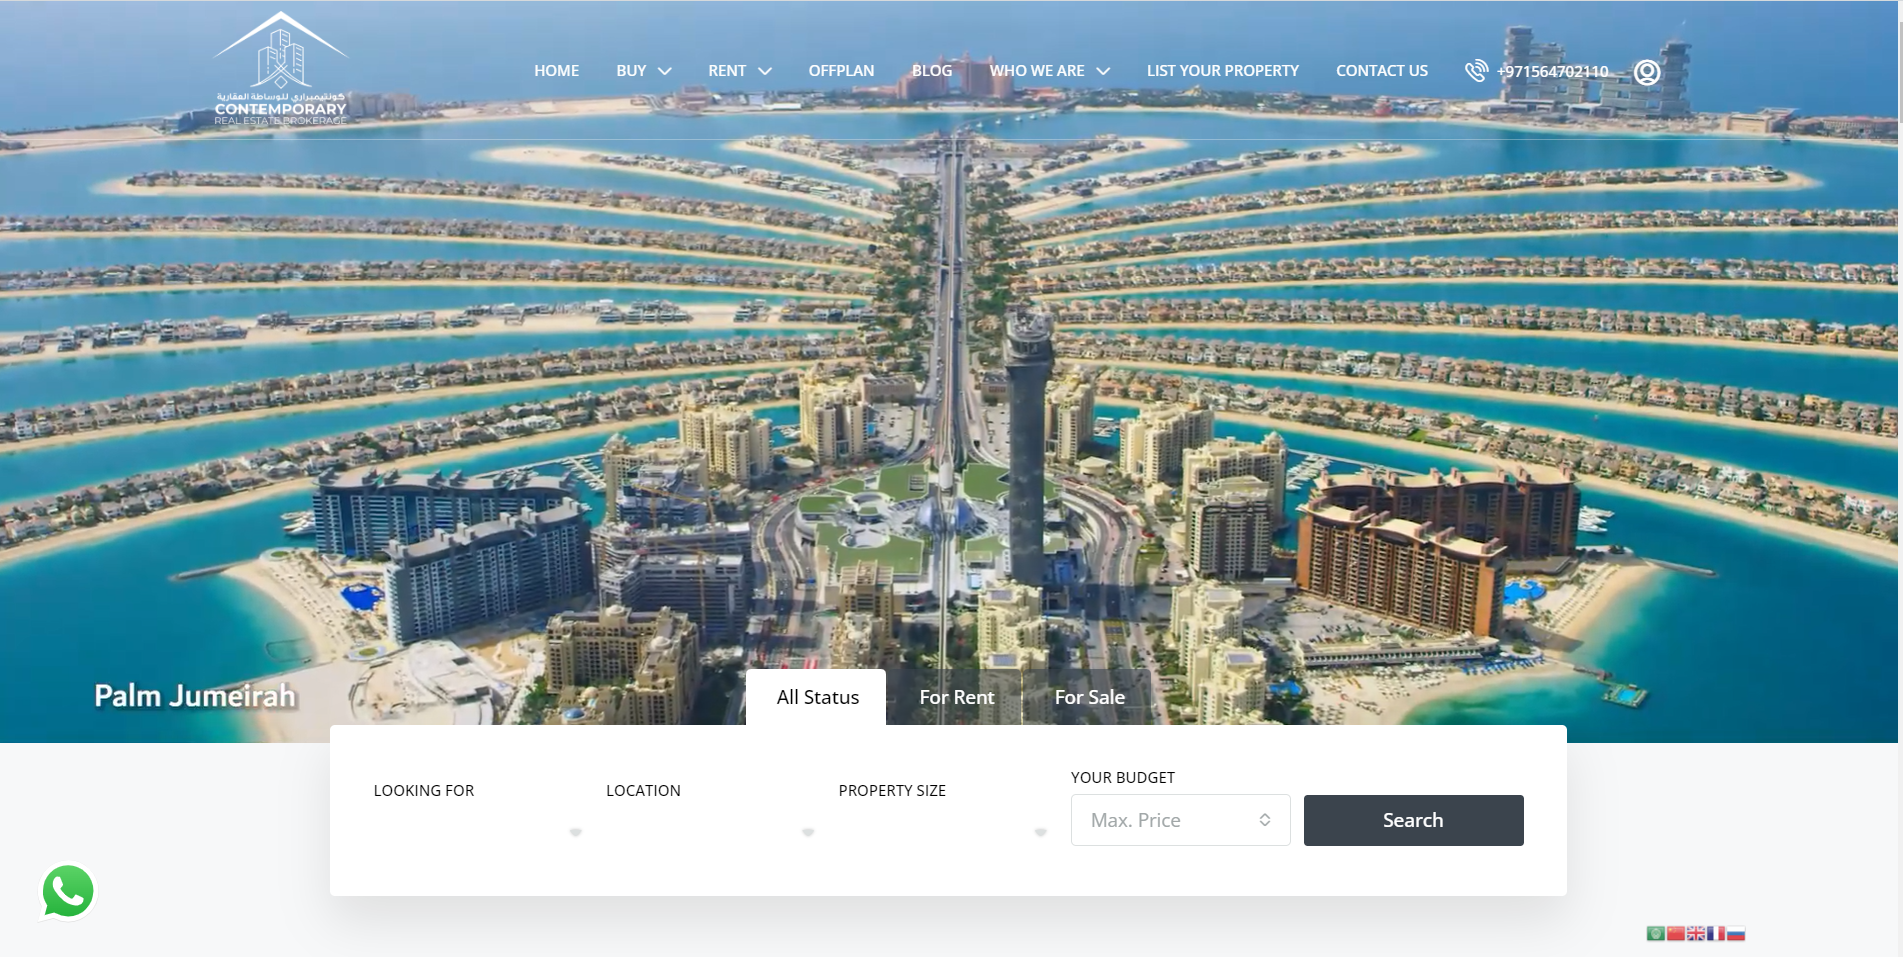 كونتيمبراري للوساطة العقارية
CONTEMPORARY
REAL ESTATE BROKERAGE
HOME
BUY
RENT
OFFPLAN
BLOG
WHO WE ARE
LIST YOUR PROPERTY
CONTACT US
+971564702110
Palm Jumeirah
All Status
For Rent
For Sale
LOOKING FOR
LOCATION
PROPERTY SIZE
YOUR BUDGET
Max. Price
Search